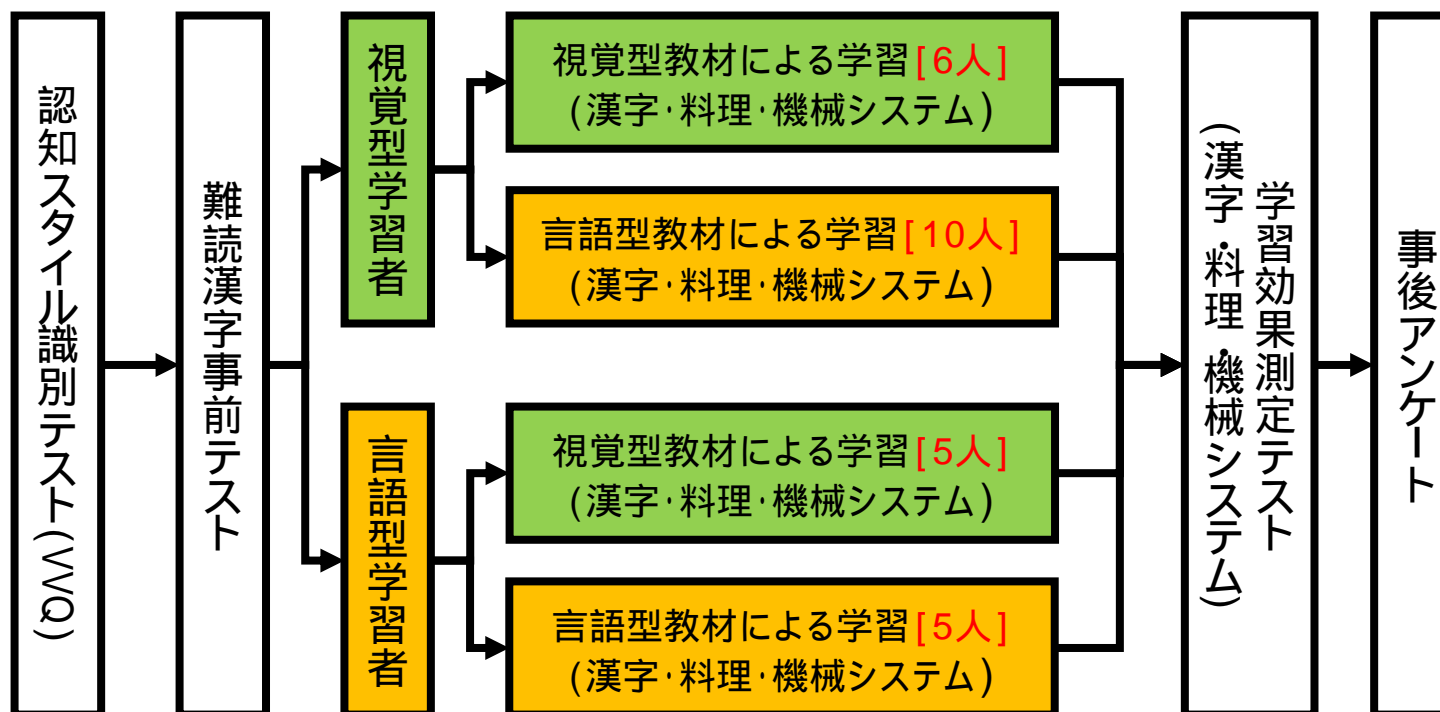 認知スタイル識別テスト(VVQ)
難読漢字事前テスト
視覚型学習者
視覚型教材による学習[6人]
(漢字・料理・機械システム)
言語型教材による学習[10人]
(漢字・料理・機械システム)
言語型学習者
視覚型教材による学習[5人]
(漢字・料理・機械システム)
言語型教材による学習[5人]
(漢字・料理・機械システム)
学習効果測定テスト
(漢字・料理・機械システム)
事後アンケート